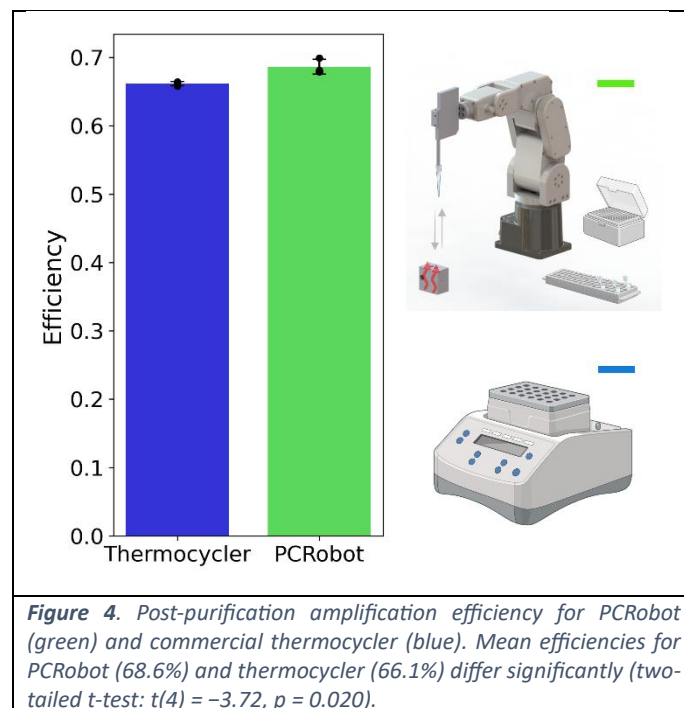 0.7
0.6
0.5
0.4
0.3
0.2
0.1
0.0
Efficiency
Thermocycler PCRobot
Figure 4. Post-purification amplification efficiency for PCRobot
(green) and commercial thermocycler (blue). Mean efficiencies for
PCRobot (68.6%) and thermocycler (66.1%) differ significantly (two-
tailed t-test: t(4) = −3.72, p = 0.020).